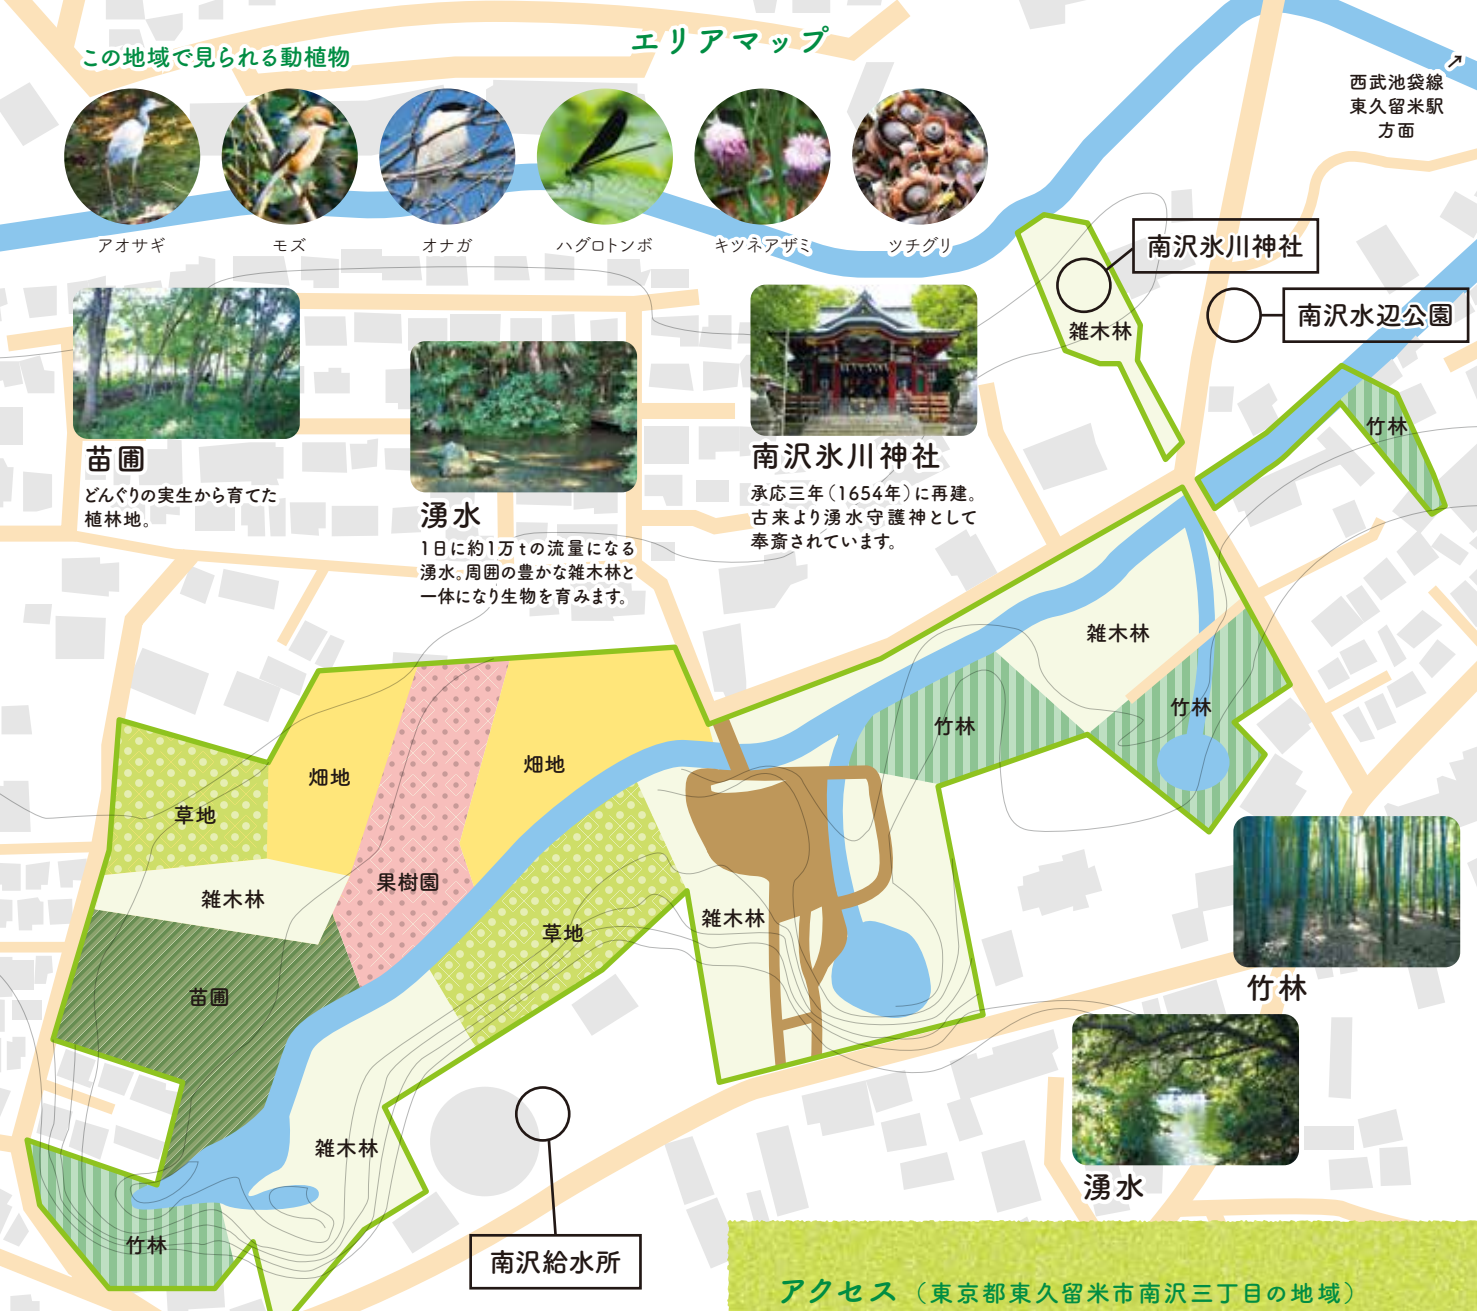 エリアマップ
この地域で見られる動植物
アオサギ
モズ
オナガ
ハグロトンボ
キツネアザミ
ツチグリ
↗
西武池袋線
東久留米駅
方面
南沢氷川神社
南沢水辺公園
雑木林
竹林
苗圃
どんぐりの実生から育てた
植林地。
湧水
1日に約1万tの流量になる
湧水。周囲の豊かな雑木林と
一体になり生物を育みます。
南沢氷川神社
承応三年（1654年）に再建。
古来より湧水守護神として
奉斎されています。
雑木林
竹林
竹林
畑地
畑地
草地
果樹園
雑木林
草地
雑木林
苗圃
竹林
湧水
雑木林
竹林
南沢給水所
アクセス（東京都東久留米市南沢三丁目の地域）